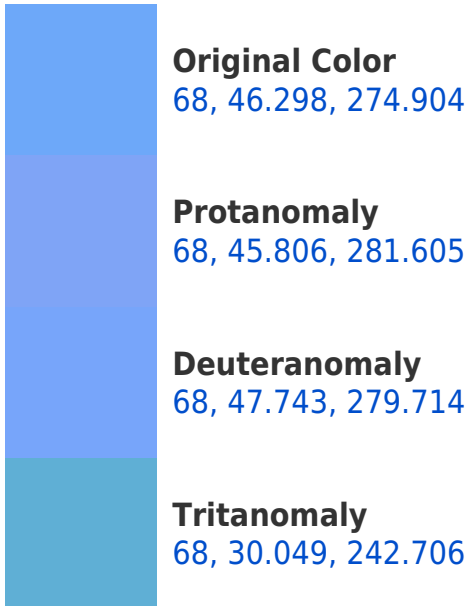 Original Color
68, 46.298, 274.904
Protanomaly
68, 45.806, 281.605
Deuteranomaly
68, 47.743, 279.714
Tritanomaly
68, 30.049, 242.706